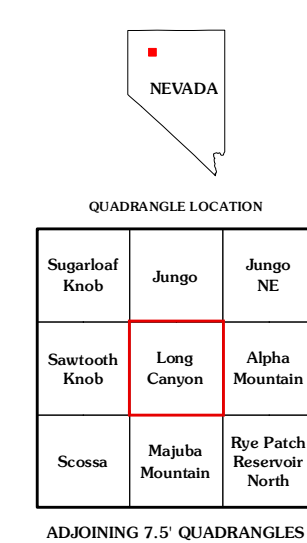 NEVADA
QUADRANGLE LOCATION
Sugarloaf
Knob
Jungo
Jungo
NE
Sawtooth
Knob
Long
Canyon
Alpha
Mountain
Scossa
Majuba
Mountain
Rye Patch
Reservoir
North
ADJOINING 7.5' QUADRANGLES